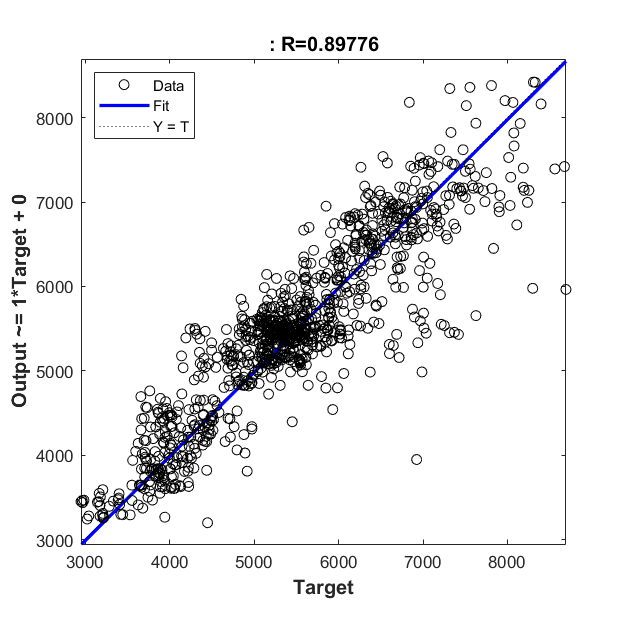 : R=0.89776
Data
Fit
Y = T
8000
7000
6000
5000
4000
3000
Output ~= 1*Target + 0
3000 4000 5000 6000 7000 8000
Target